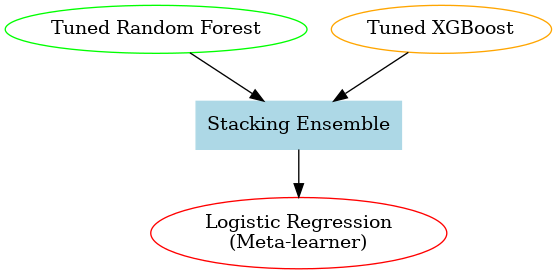 Tuned Random Forest
Tuned XGBoost
Stacking Ensemble
Logistic Regression
(Meta-learner)